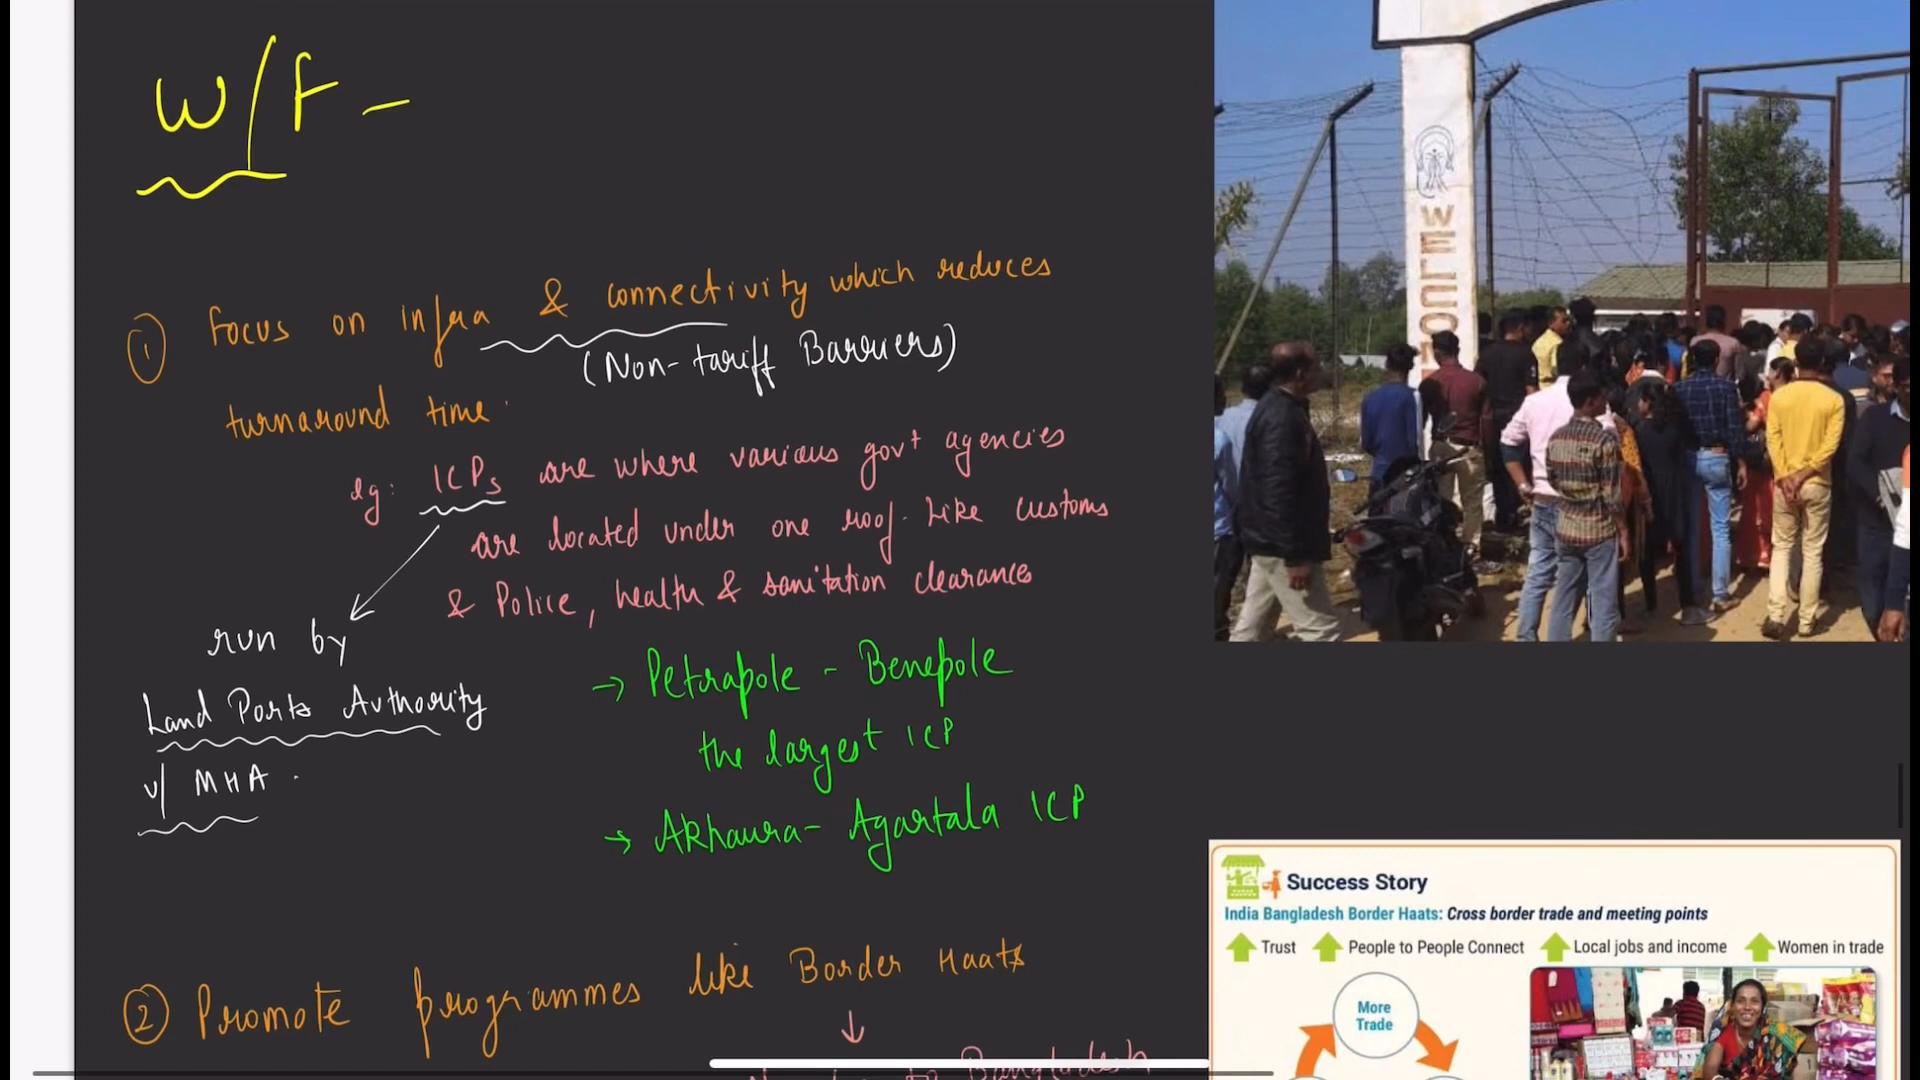 W/F -
① Focus on infra & connectivity which reduces
(Non-tariff Barriers)
turnaround time.
eg: ICPs are where various govt agencies
are located under one roof. Like customs
& Police, health & sanitation clearance
run by
Land Ports Authority
u/ MHA.
→ Petrapole - Benepole
the largest ICP
→ Akhaura- Agartala ICP
② Promote programmes like Border Haats
↓
Bangladesh
WELCO
Success Story
India Bangladesh Border Haats: Cross border trade and meeting points
Trust People to People Connect Local jobs and income Women in trade
More
Trade